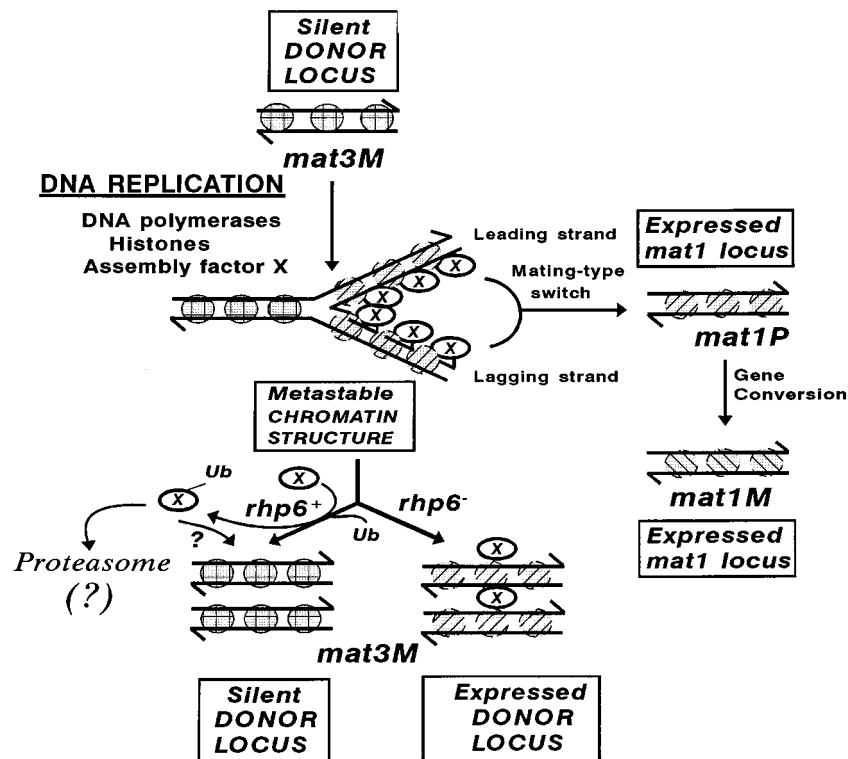 Silent
DONOR
LOCUS
mat3M
DNA REPLICATION
DNA polymerases
Histones
Assembly factor X
Leading strand
X
X
X
X
X
X
Mating-type
switch
Lagging strand
Expressed
mat1 locus
mat1P
Gene
Conversion
mat1M
Expressed
mat1 locus
Metastable
CHROMATIN
STRUCTURE
Ub
X
X
rhp6+
rhp6-
?
Ub
Proteasome
(?)
X
X
mat3M
Silent
DONOR
LOCUS
Expressed
DONOR
LOCUS